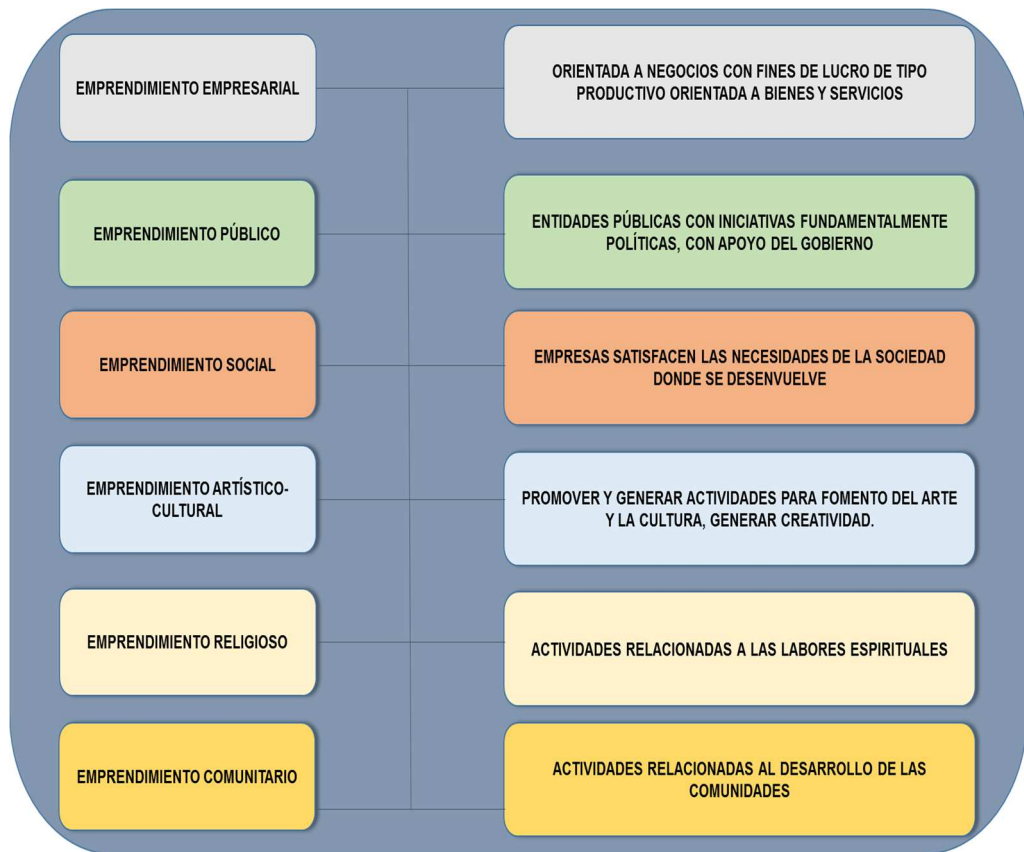 EMPRENDIMIENTO EMPRESARIAL
ORIENTADA A NEGOCIOS CON FINES DE LUCRO DE TIPO
PRODUCTIVO ORIENTADA A BIENES Y SERVICIOS
EMPRENDIMIENTO PÚBLICO
ENTIDADES PÚBLICAS CON INICIATIVAS FUNDAMENTALMENTE
POLÍTICAS, CON APOYO DEL GOBIERNO
EMPRENDIMIENTO SOCIAL
EMPRESAS SATISFACEN LAS NECESIDADES DE LA SOCIEDAD
DONDE SE DESENVUELVE
EMPRENDIMIENTO ARTÍSTICO-
CULTURAL
PROMOVER Y GENERAR ACTIVIDADES PARA FOMENTO DEL ARTE
Y LA CULTURA, GENERAR CREATIVIDAD.
EMPRENDIMIENTO RELIGIOSO
ACTIVIDADES RELACIONADAS A LAS LABORES ESPIRITUALES
EMPRENDIMIENTO COMUNITARIO
ACTIVIDADES RELACIONADAS AL DESARROLLO DE LAS
COMUNIDADES